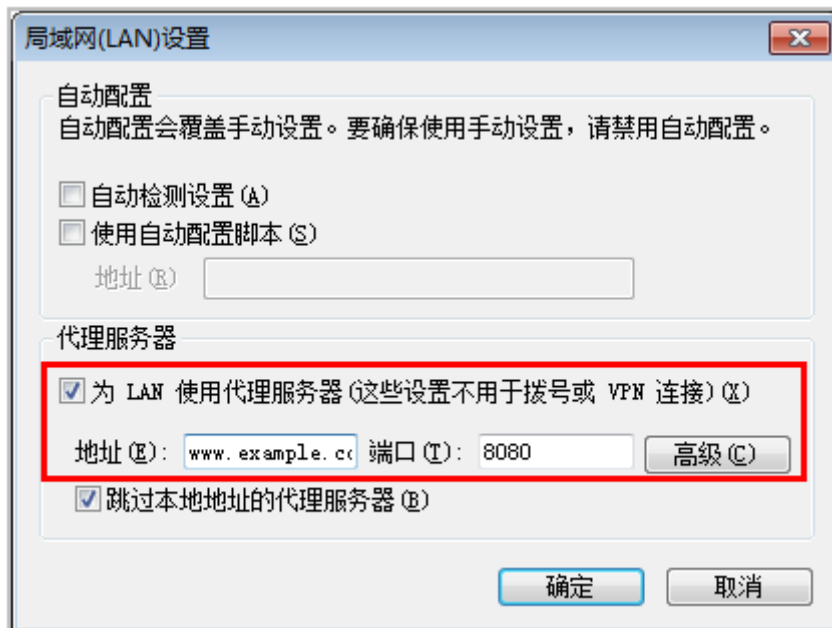 局域网(LAN)设置
自动配置
自动配置会覆盖手动设置。要确保使用手动设置，请禁用自动配置。
自动检测设置(A)
使用自动配置脚本(S)
地址(R)
代理服务器
为 LAN 使用代理服务器(这些设置不用于拨号或 VPN 连接)(X)
地址(E): www.example.co 端口(T): 8080 高级(C)
跳过本地地址的代理服务器(B)
确定 取消